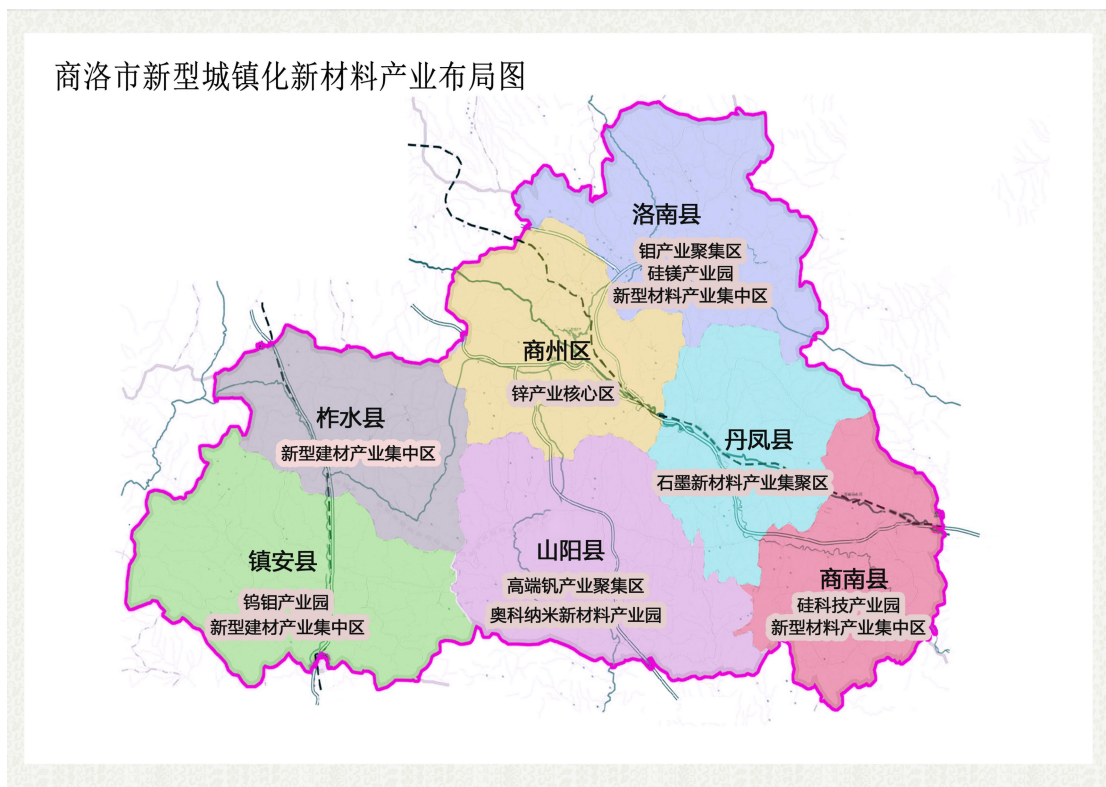 商洛市新型城镇化新材料产业布局图
洛南县
钼产业聚集区
硅镁产业园
新型材料产业集中区
商州区
锌产业核心区
柞水县
新型建材产业集中区
丹凤县
石墨新材料产业集聚区
镇安县
钨钼产业园
新型建材产业集中区
山阳县
高端钒产业聚集区
奥科纳米新材料产业园
商南县
硅科技产业园
新型材料产业集中区